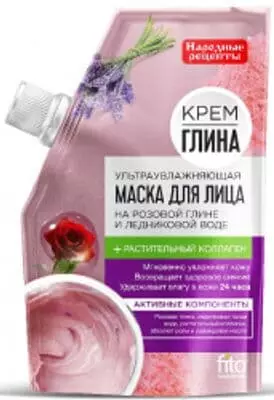 Народные
рецепты
КРЕМ
ГЛИНА
УЛЬТРАУВЛАЖНЯЮЩАЯ
МАСКА ДЛЯ ЛИЦА
НА РОЗОВОЙ ГЛИНЕ
И ЛЕДНИКОВОЙ ВОДЕ
+ РАСТИТЕЛЬНЫЙ КОЛЛАГЕН
Мгновенно увлажняет кожу
Возвращает здоровое сияние
Удерживает влагу в коже 24 часа
АКТИВНЫЕ КОМПОНЕНТЫ
fito